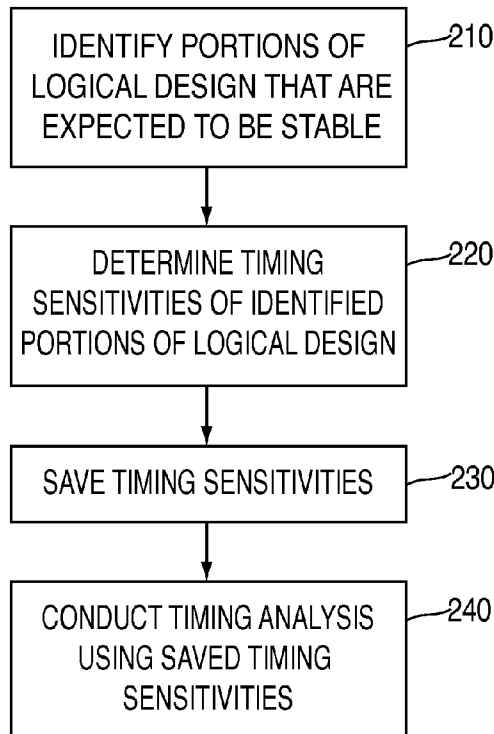 IDENTIFY PORTIONS OF
LOGICAL DESIGN THAT ARE
EXPECTED TO BE STABLE
210
DETERMINE TIMING
SENSITIVITIES OF IDENTIFIED
PORTIONS OF LOGICAL DESIGN
220
SAVE TIMING SENSITIVITIES
230
CONDUCT TIMING ANALYSIS
USING SAVED TIMING
SENSITIVITIES
240